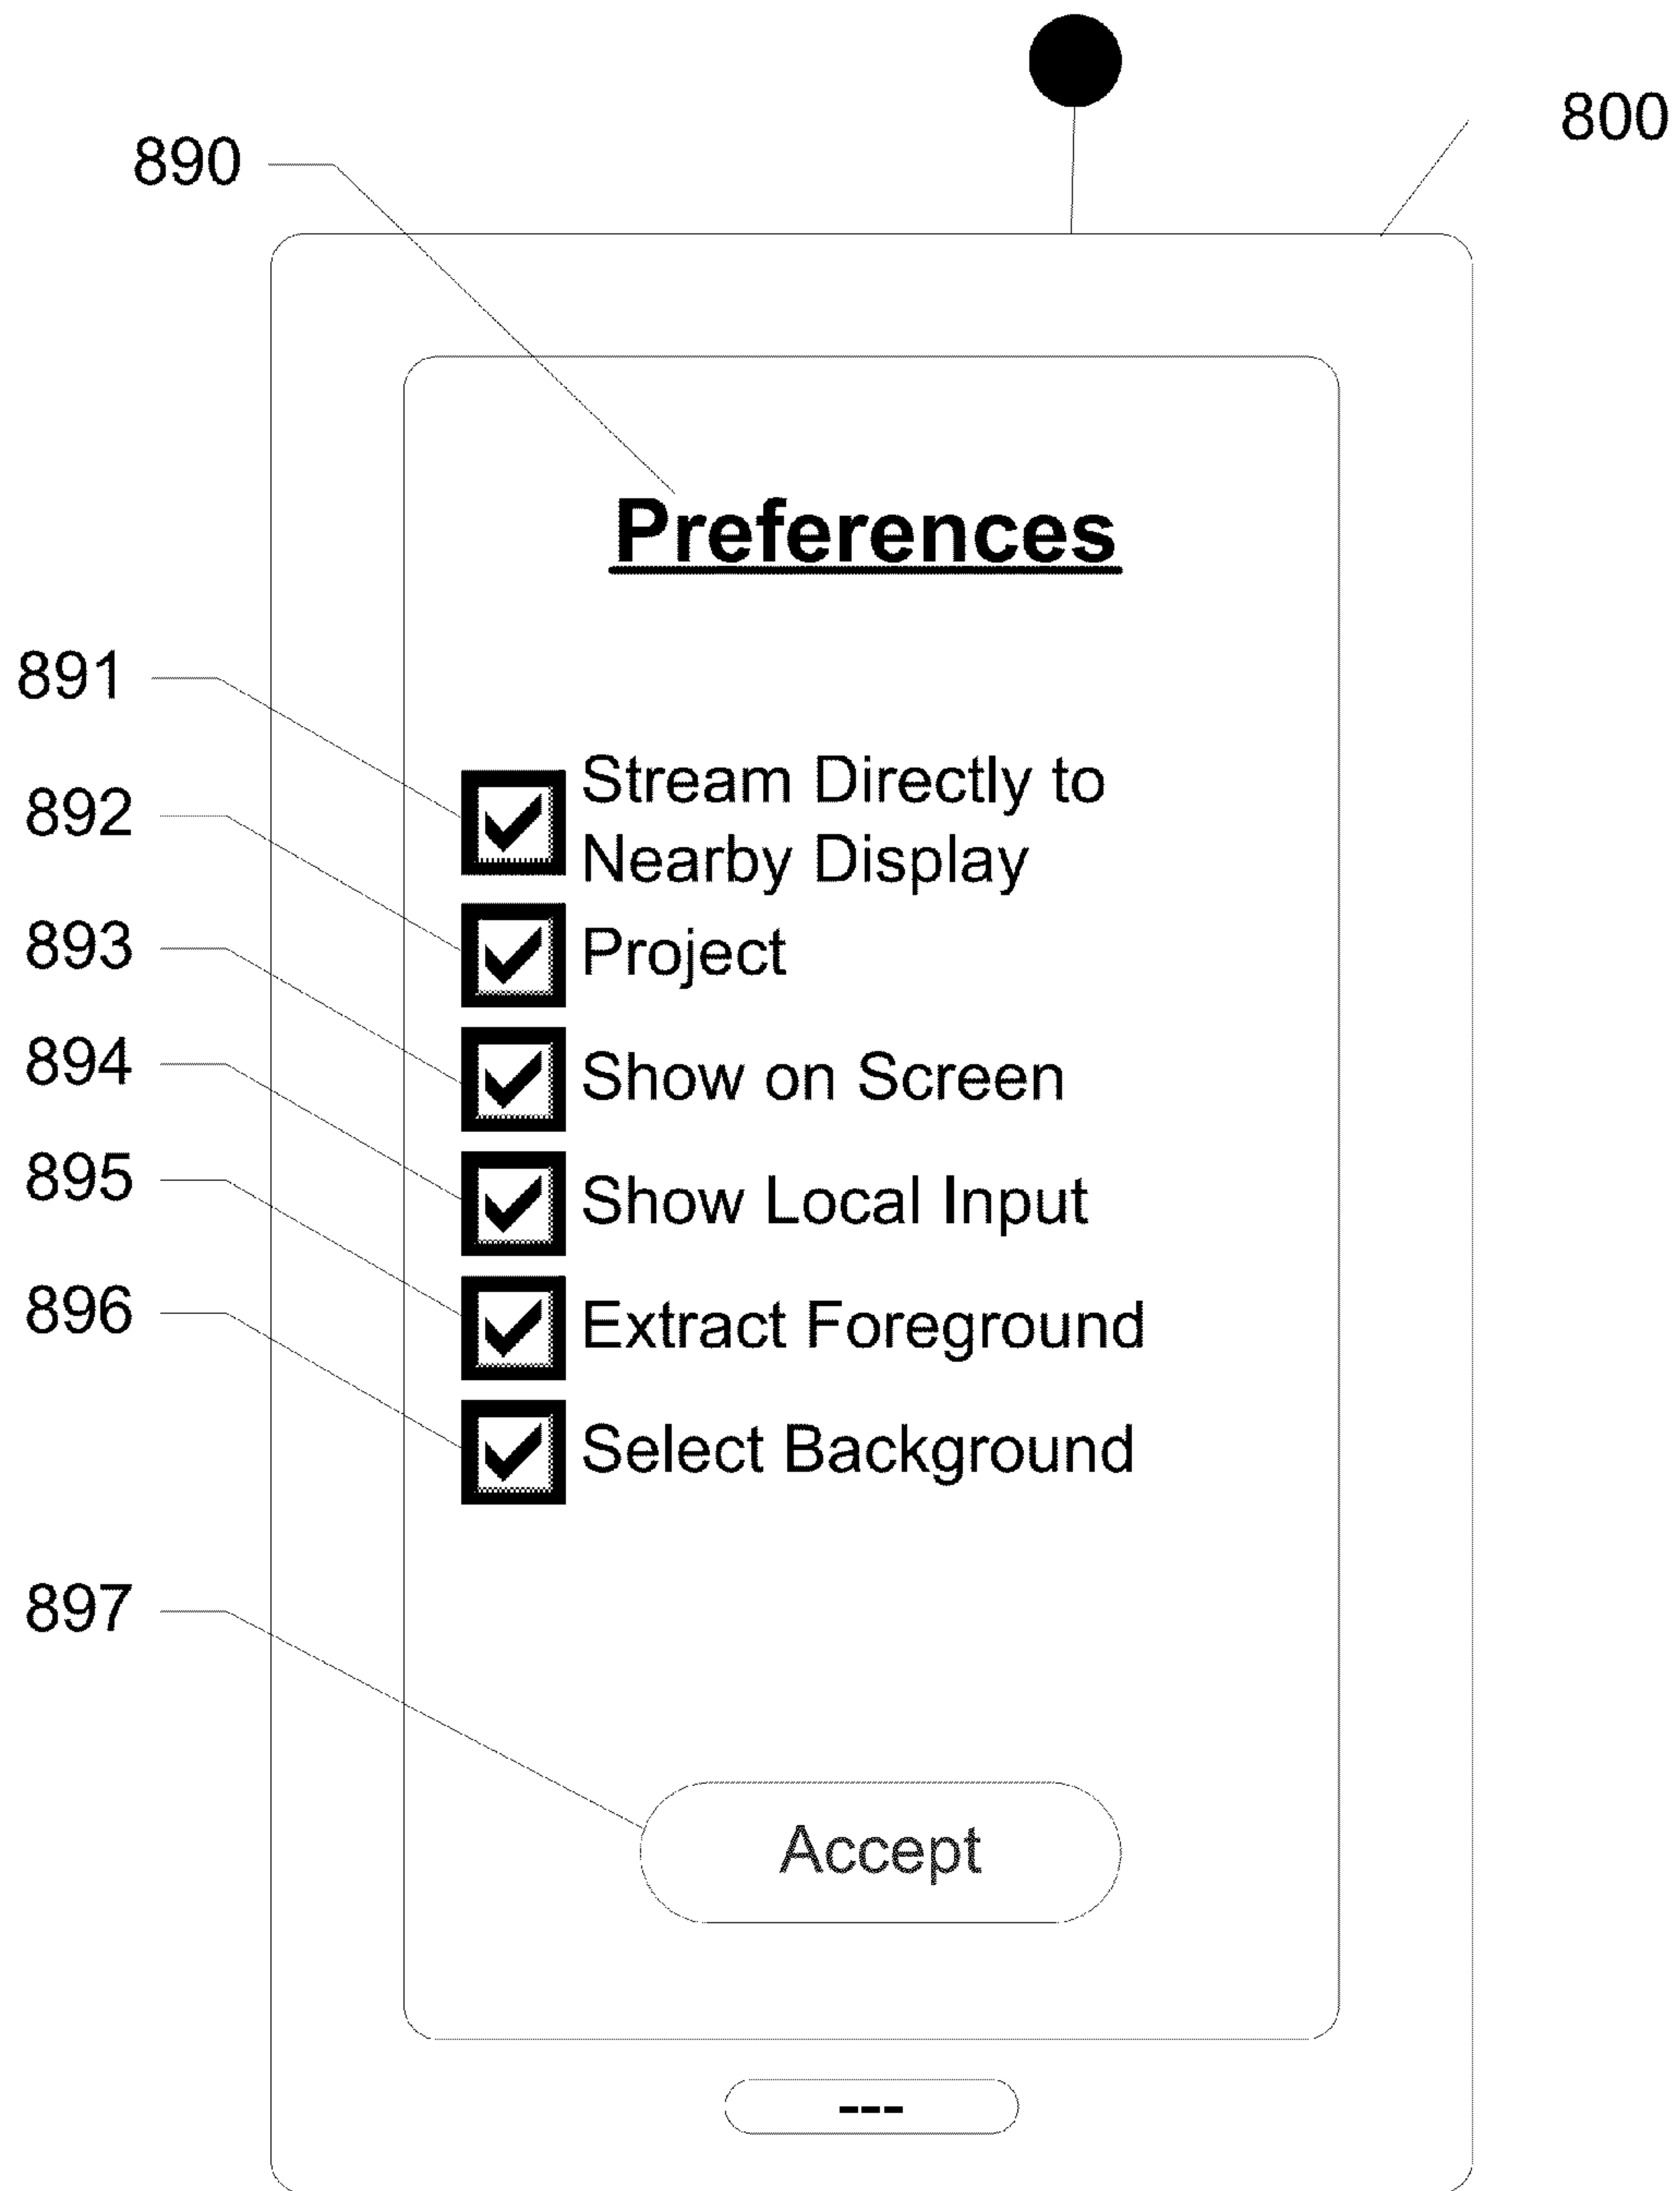 800
890
Preferences
891
Stream Directly to
Nearby Display
892
Project
893
Show on Screen
894
Show Local Input
895
Extract Foreground
896
Select Background
897
Accept
---